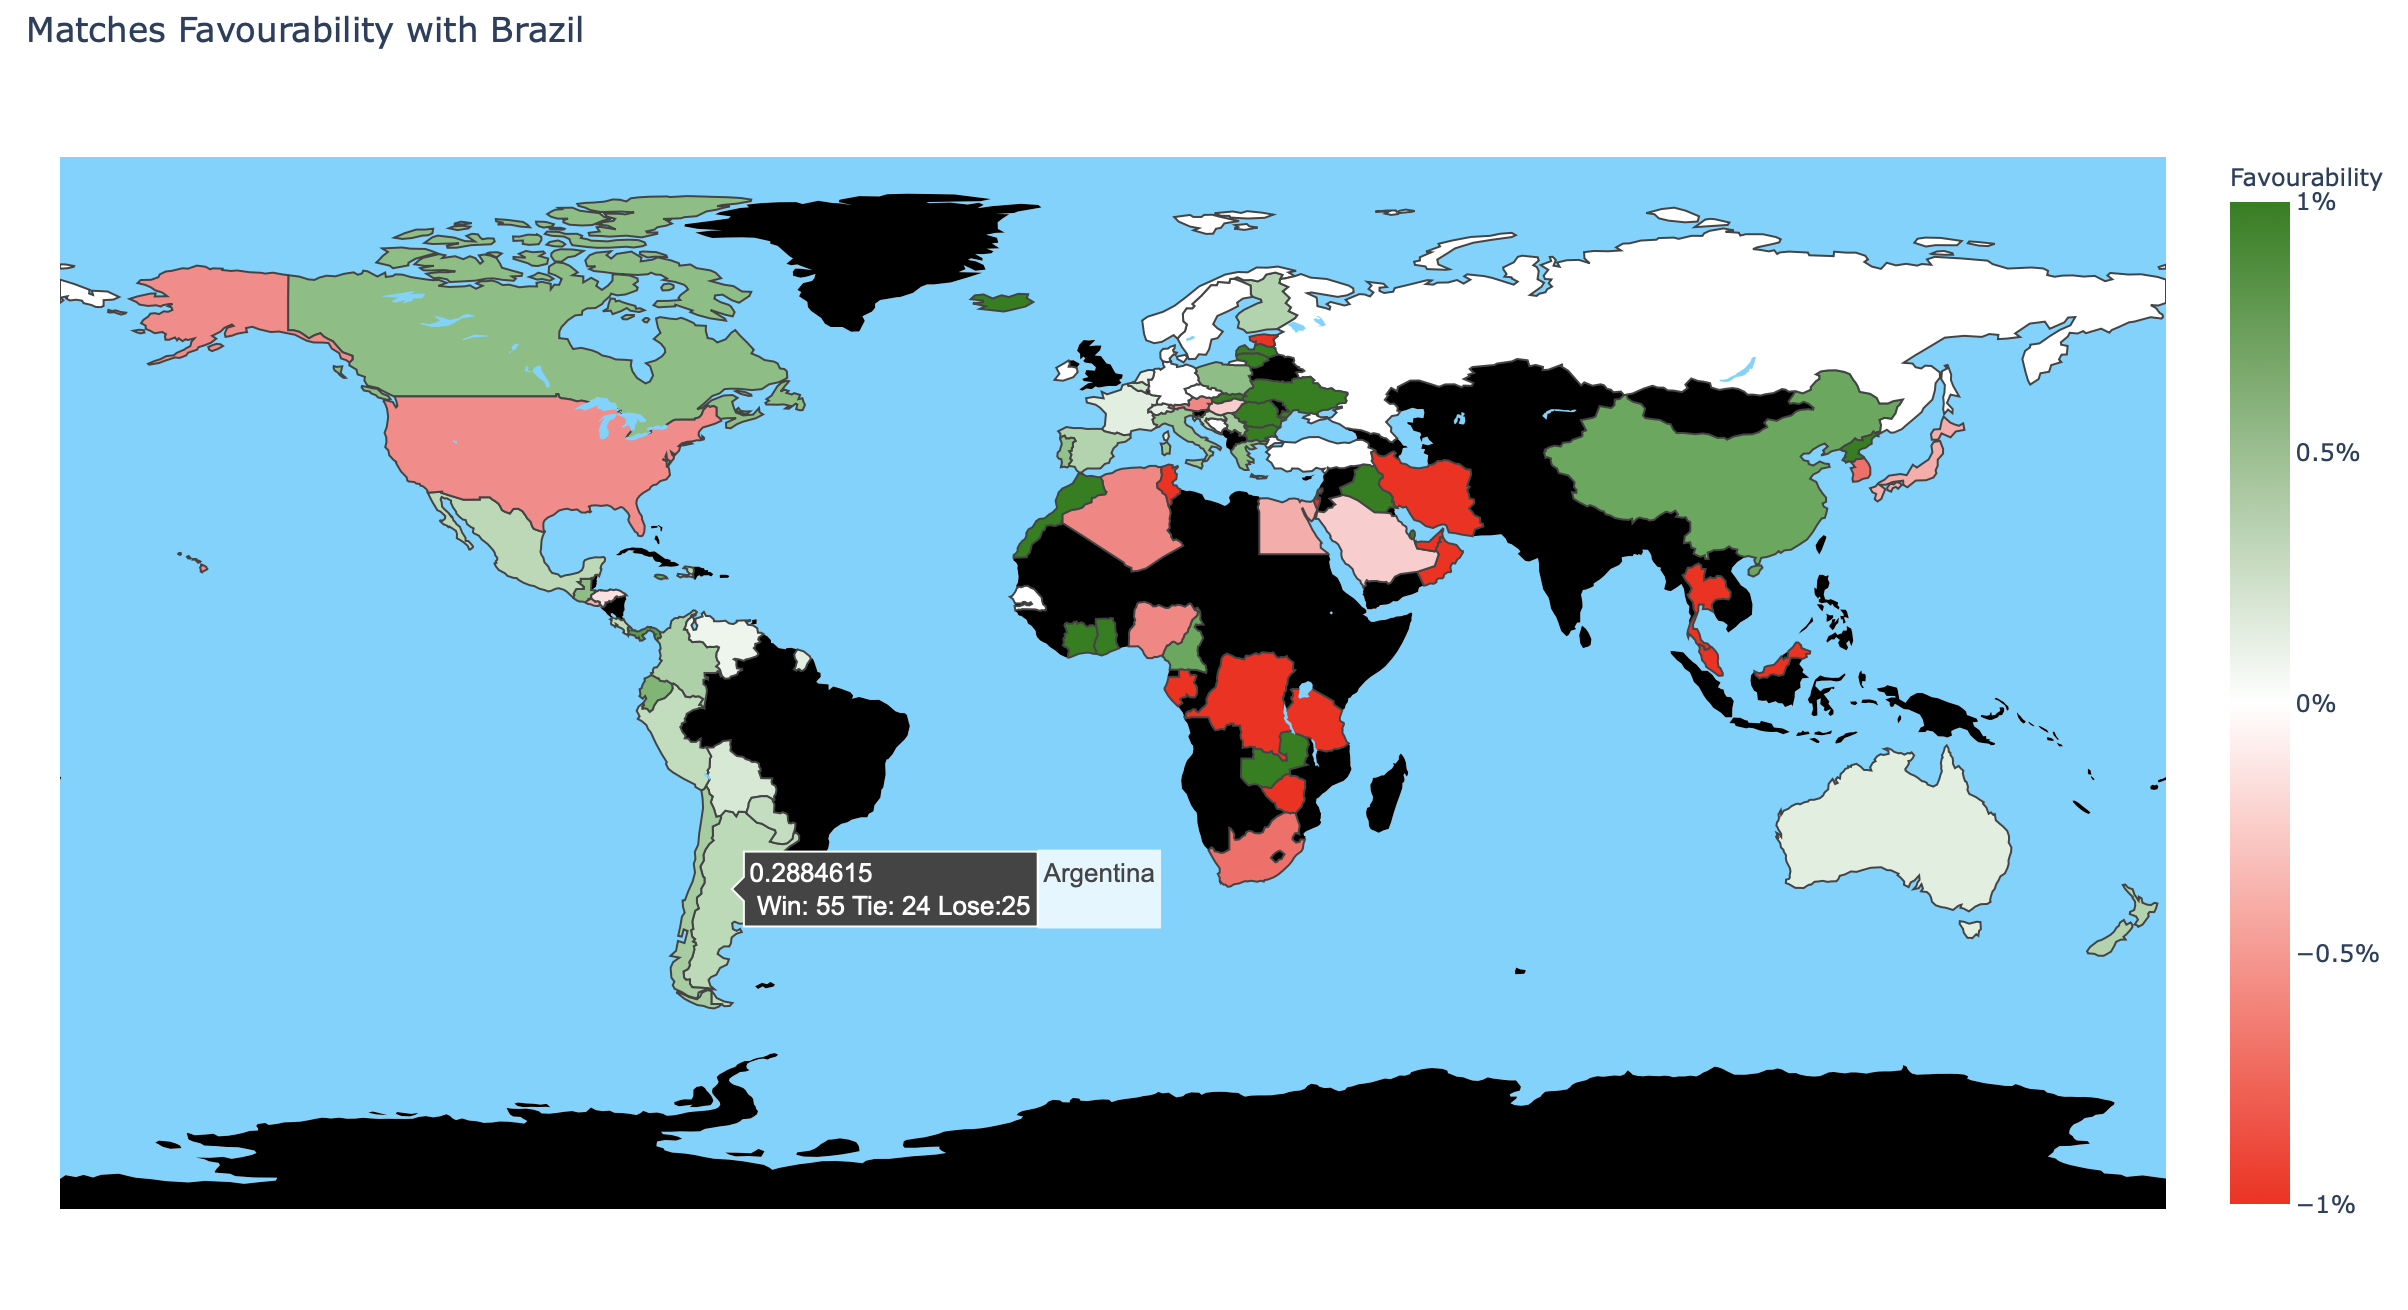 Matches Favourability with Brazil
Favourability
1%
0.5%
0%
−0.5%
−1%
0.2884615
Win: 55 Tie: 24 Lose:25
Argentina